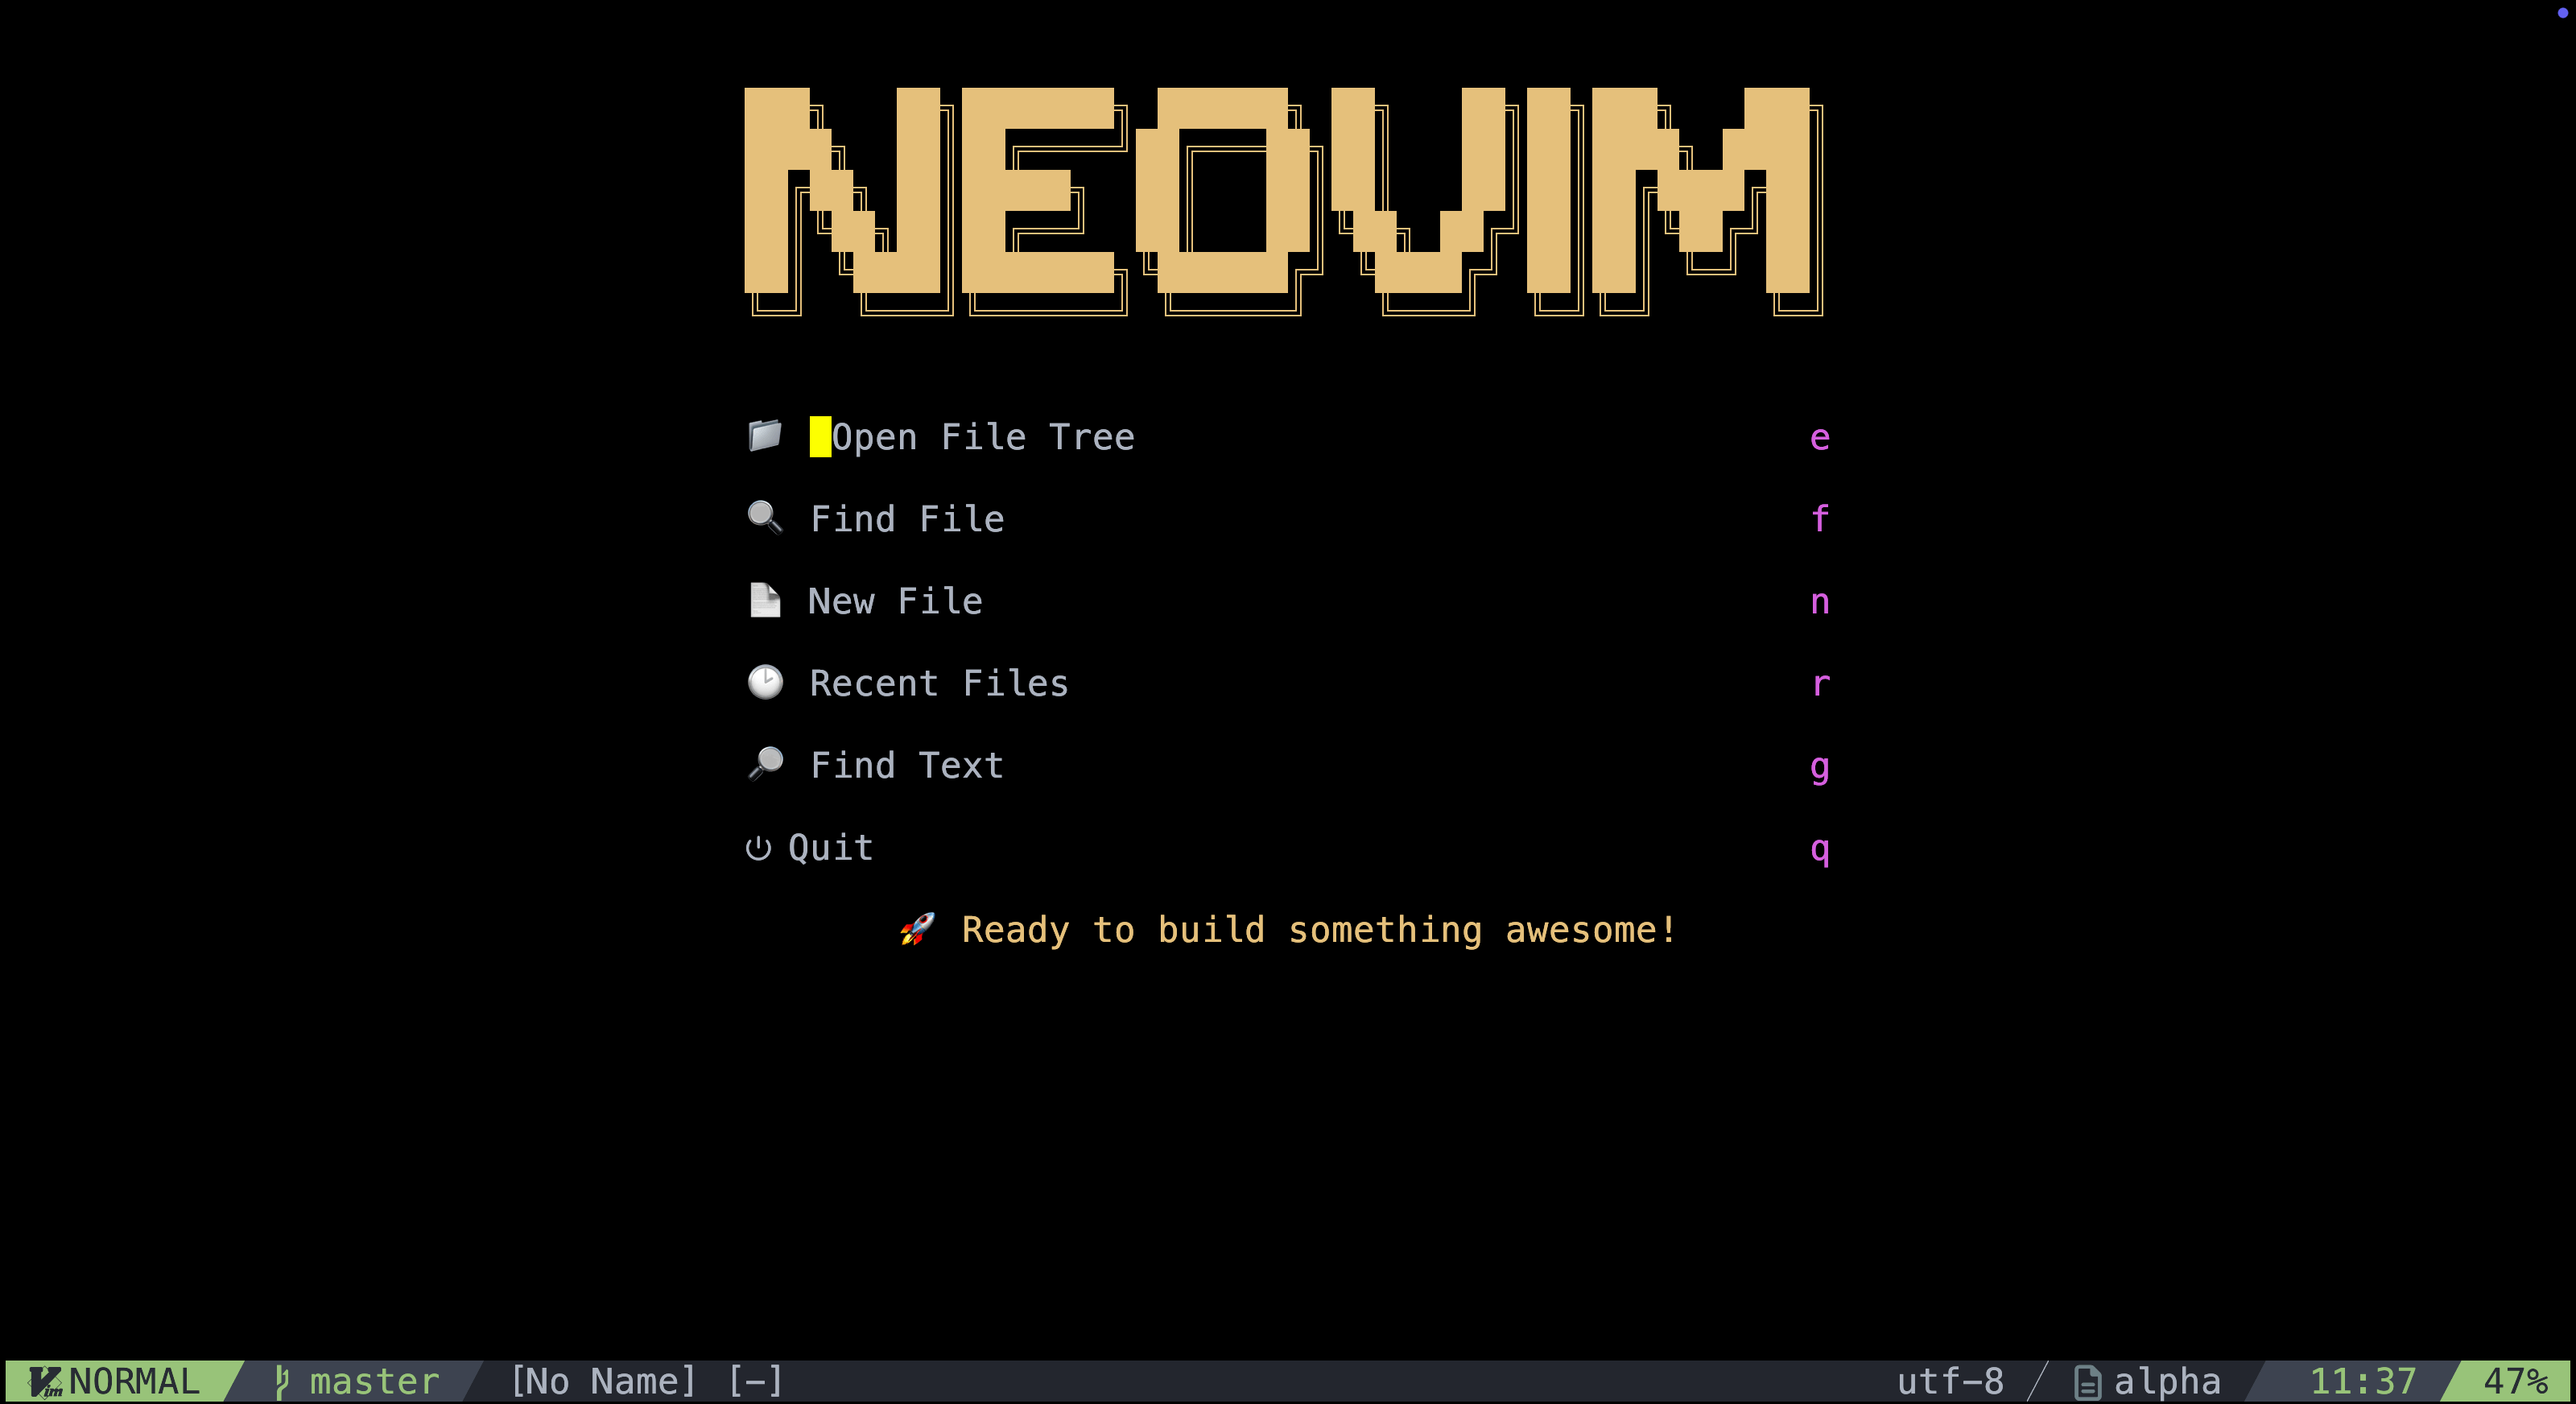 NEOVIM
Open File Tree e
Find File f
New File n
Recent Files r
Find Text g
Quit q
🚀 Ready to build something awesome!
NORMAL master [No Name] [-] utf-8 alpha 11:37 47%